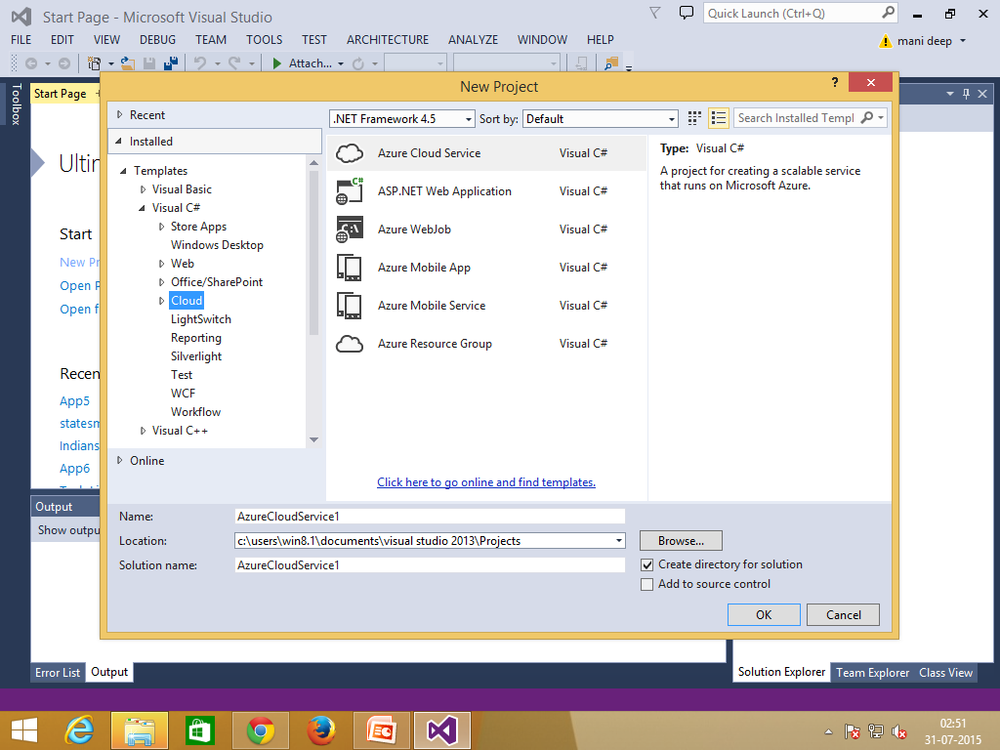 Start Page - Microsoft Visual Studio
Quick Launch (Ctrl+Q)
FILE EDIT VIEW DEBUG TEAM TOOLS TEST ARCHITECTURE ANALYZE WINDOW HELP
mani deep
Attach...
Toolbox
Start Page
New Project
?
Recent
.NET Framework 4.5
Sort by:
Default
Search Installed Templ
Installed
Templates
Visual Basic
Visual C#
Store Apps
Windows Desktop
Web
Office/SharePoint
Cloud
LightSwitch
Reporting
Silverlight
Test
WCF
Workflow
Visual C++
Online
Azure Cloud Service Visual C#
ASP.NET Web Application Visual C#
Azure WebJob Visual C#
Azure Mobile App Visual C#
Azure Mobile Service Visual C#
Azure Resource Group Visual C#
Click here to go online and find templates.
Type: Visual C#
A project for creating a scalable service
that runs on Microsoft Azure.
Name: AzureCloudService1
Location: c:\users\win8.1\documents\visual studio 2013\Projects
Browse...
Solution name: AzureCloudService1
Create directory for solution
Add to source control
OK Cancel
Ultin
Start
New Pr
Open P
Open f
Recen
App5
statesm
Indians
App6
Output
Show outpu
Error List Output
Solution Explorer Team Explorer Class View
02:51
31-07-2015